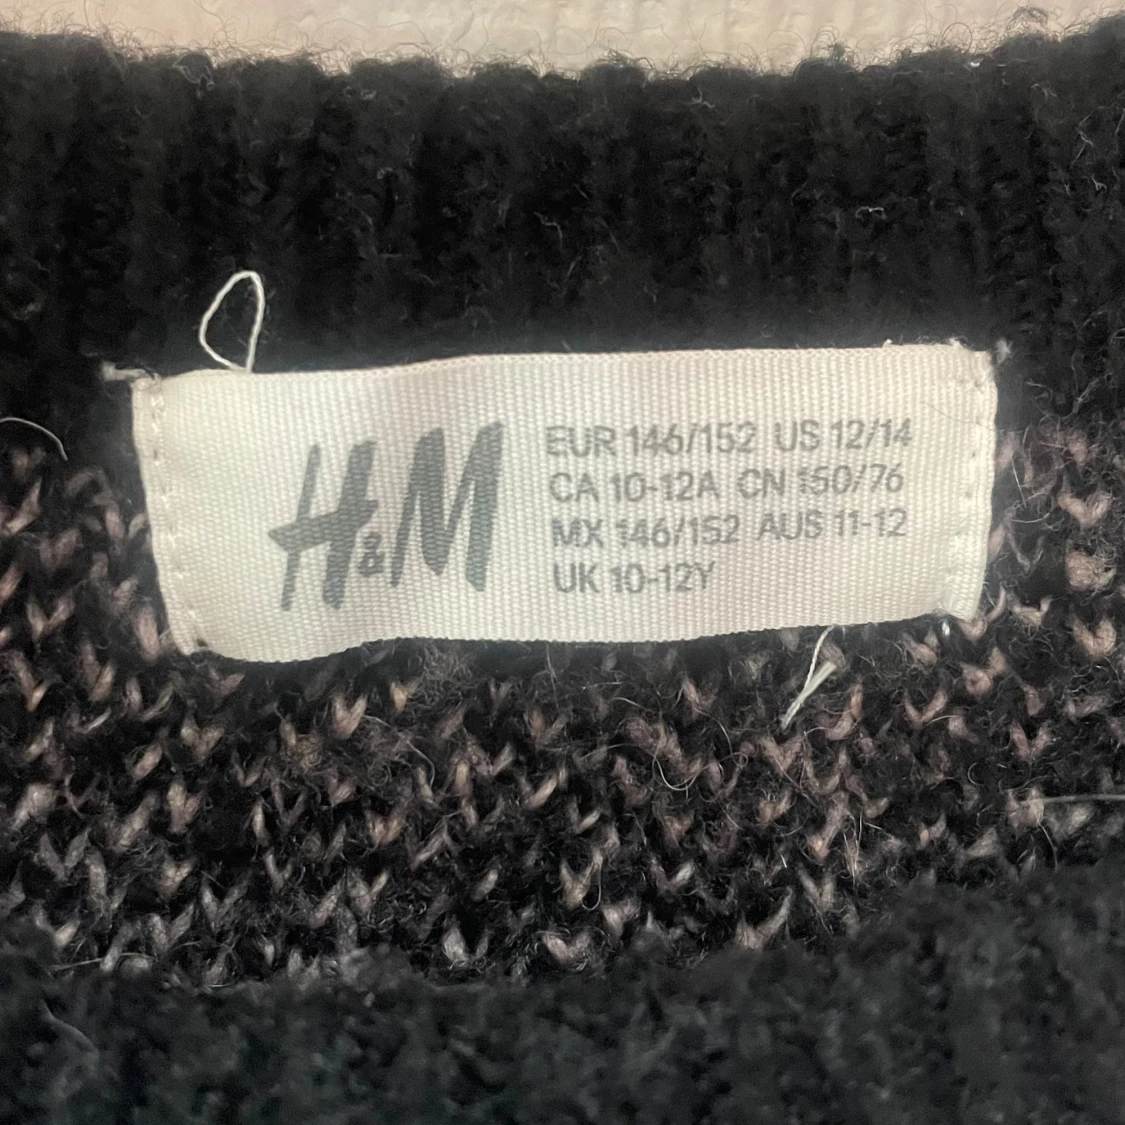 H&M
EUR 146/152 US 12/14
CA 10-12A CN 150/76
MX 146/152 AUS 11-12
UK 10-12Y